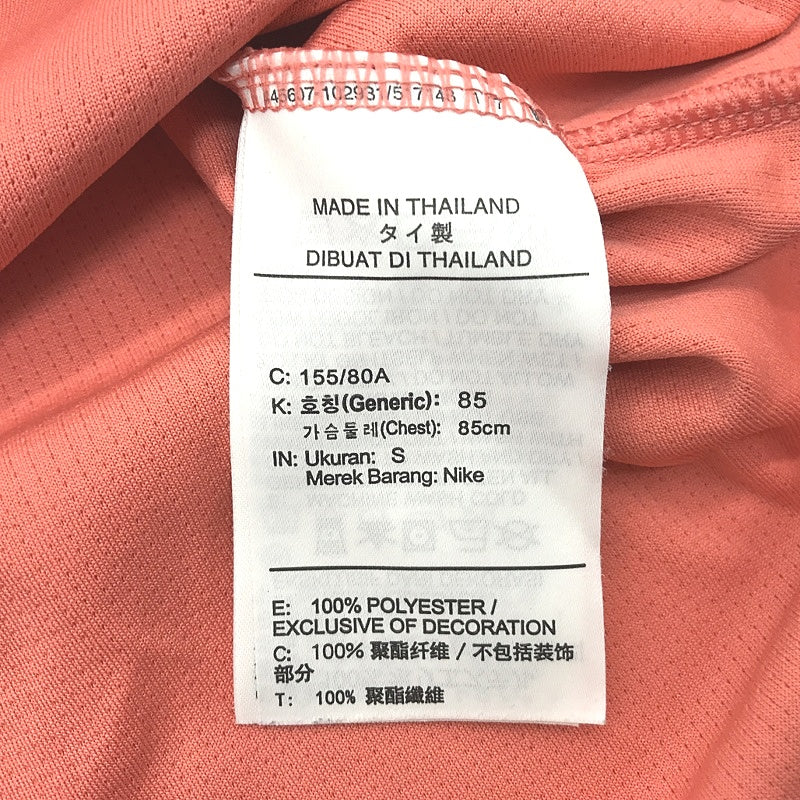 MADE IN THAILAND
タイ製
DIBUAT DI THAILAND
C: 155/80A
K: 호칭(Generic): 85
가슴둘레(Chest): 85cm
IN: Ukuran: S
Merek Barang: Nike
E: 100% POLYESTER /
EXCLUSIVE OF DECORATION
C: 100% 聚酯纤维 / 不包括装饰
部分
T: 100% 聚酯纖維